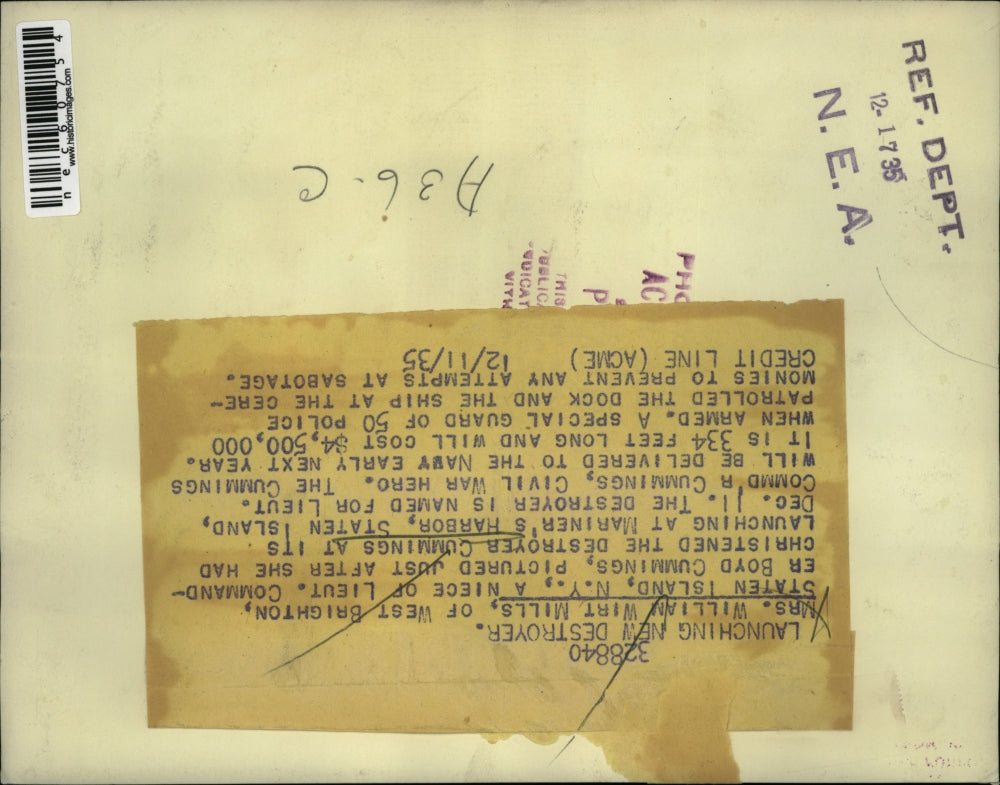 328840
LAUNCHING NEW DESTROYER.
MRS. WILLIAM WIRT MILLS, OF WEST BRIGHTON,
STATEN ISLAND, N.Y., A NIECE OF LIEUT. COMMAND-
ER BOYD CUMMINGS, PICTURED JUST AFTER SHE HAD
CHRISTENED THE DESTROYER CUMMINGS AT ITS
LAUNCHING AT MARINER'S HARBOR, STATEN ISLAND,
DEC. 11. THE DESTROYER IS NAMED FOR LIEUT.
COMMD'R CUMMINGS, CIVIL WAR HERO. THE CUMMINGS
WILL BE DELIVERED TO THE NAVY EARLY NEXT YEAR.
IT IS 334 FEET LONG AND WILL COST $4,500,000
WHEN ARMED. A SPECIAL GUARD OF 50 POLICE
PATROLLED THE DOCK AND THE SHIP AT THE CERE-
MONIES TO PREVENT ANY ATTEMPTS AT SABOTAGE.
CREDIT LINE (ACME) 12/11/35
A36-C
REF. DEPT.
12-17 35
N. E. A.
PHO
AC
P
THIS
VITH
nec60754
www.historicimages.com